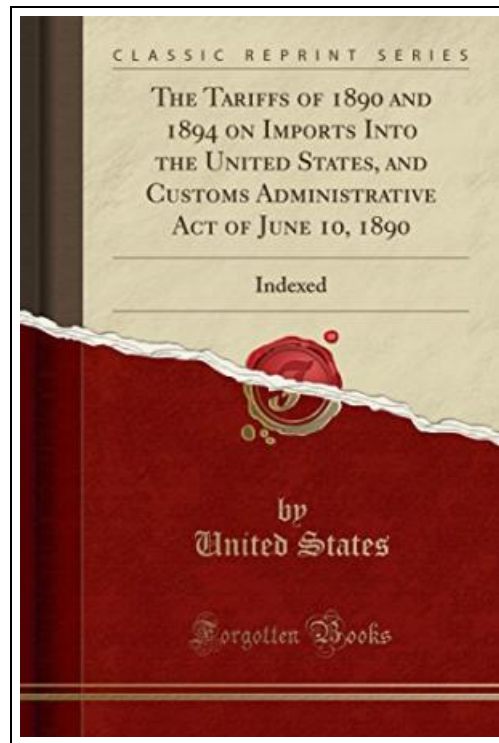 CLASSIC REPRINT SERIES
THE TARIFFS OF 1890 AND
1894 ON IMPORTS INTO
THE UNITED STATES, AND
CUSTOMS ADMINISTRATIVE
ACT OF JUNE 10, 1890
Indexed
by
United States
Forgotten Books